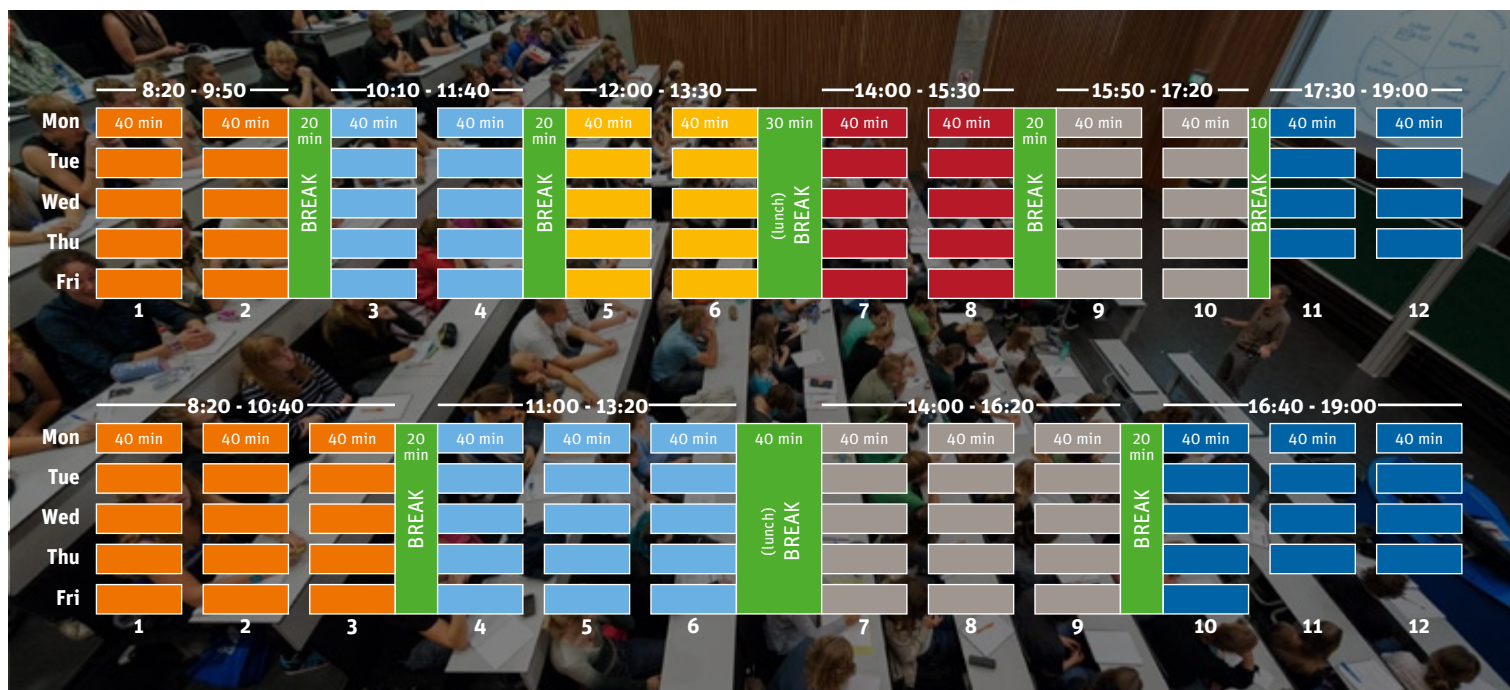 8:20 - 9:50 10:10 - 11:40 12:00 - 13:30 14:00 - 15:30 15:50 - 17:20 17:30 - 19:00
Mon 40 min 40 min 20 min 40 min 40 min 20 min 40 min 40 min 30 min 40 min 40 min 20 min 40 min 40 min 10 40 min 40 min
Tue
Wed BREAK BREAK (lunch) BREAK BREAK BREAK
Thu
Fri
1 2 3 4 5 6 7 8 9 10 11 12
8:20 - 10:40 11:00 - 13:20 14:00 - 16:20 16:40 - 19:00
Mon 40 min 40 min 40 min 20 min 40 min 40 min 40 min 40 min 40 min 40 min 40 min 20 min 40 min 40 min 40 min
Tue
Wed BREAK (lunch) BREAK BREAK
Thu
Fri
1 2 3 4 5 6 7 8 9 10 11 12